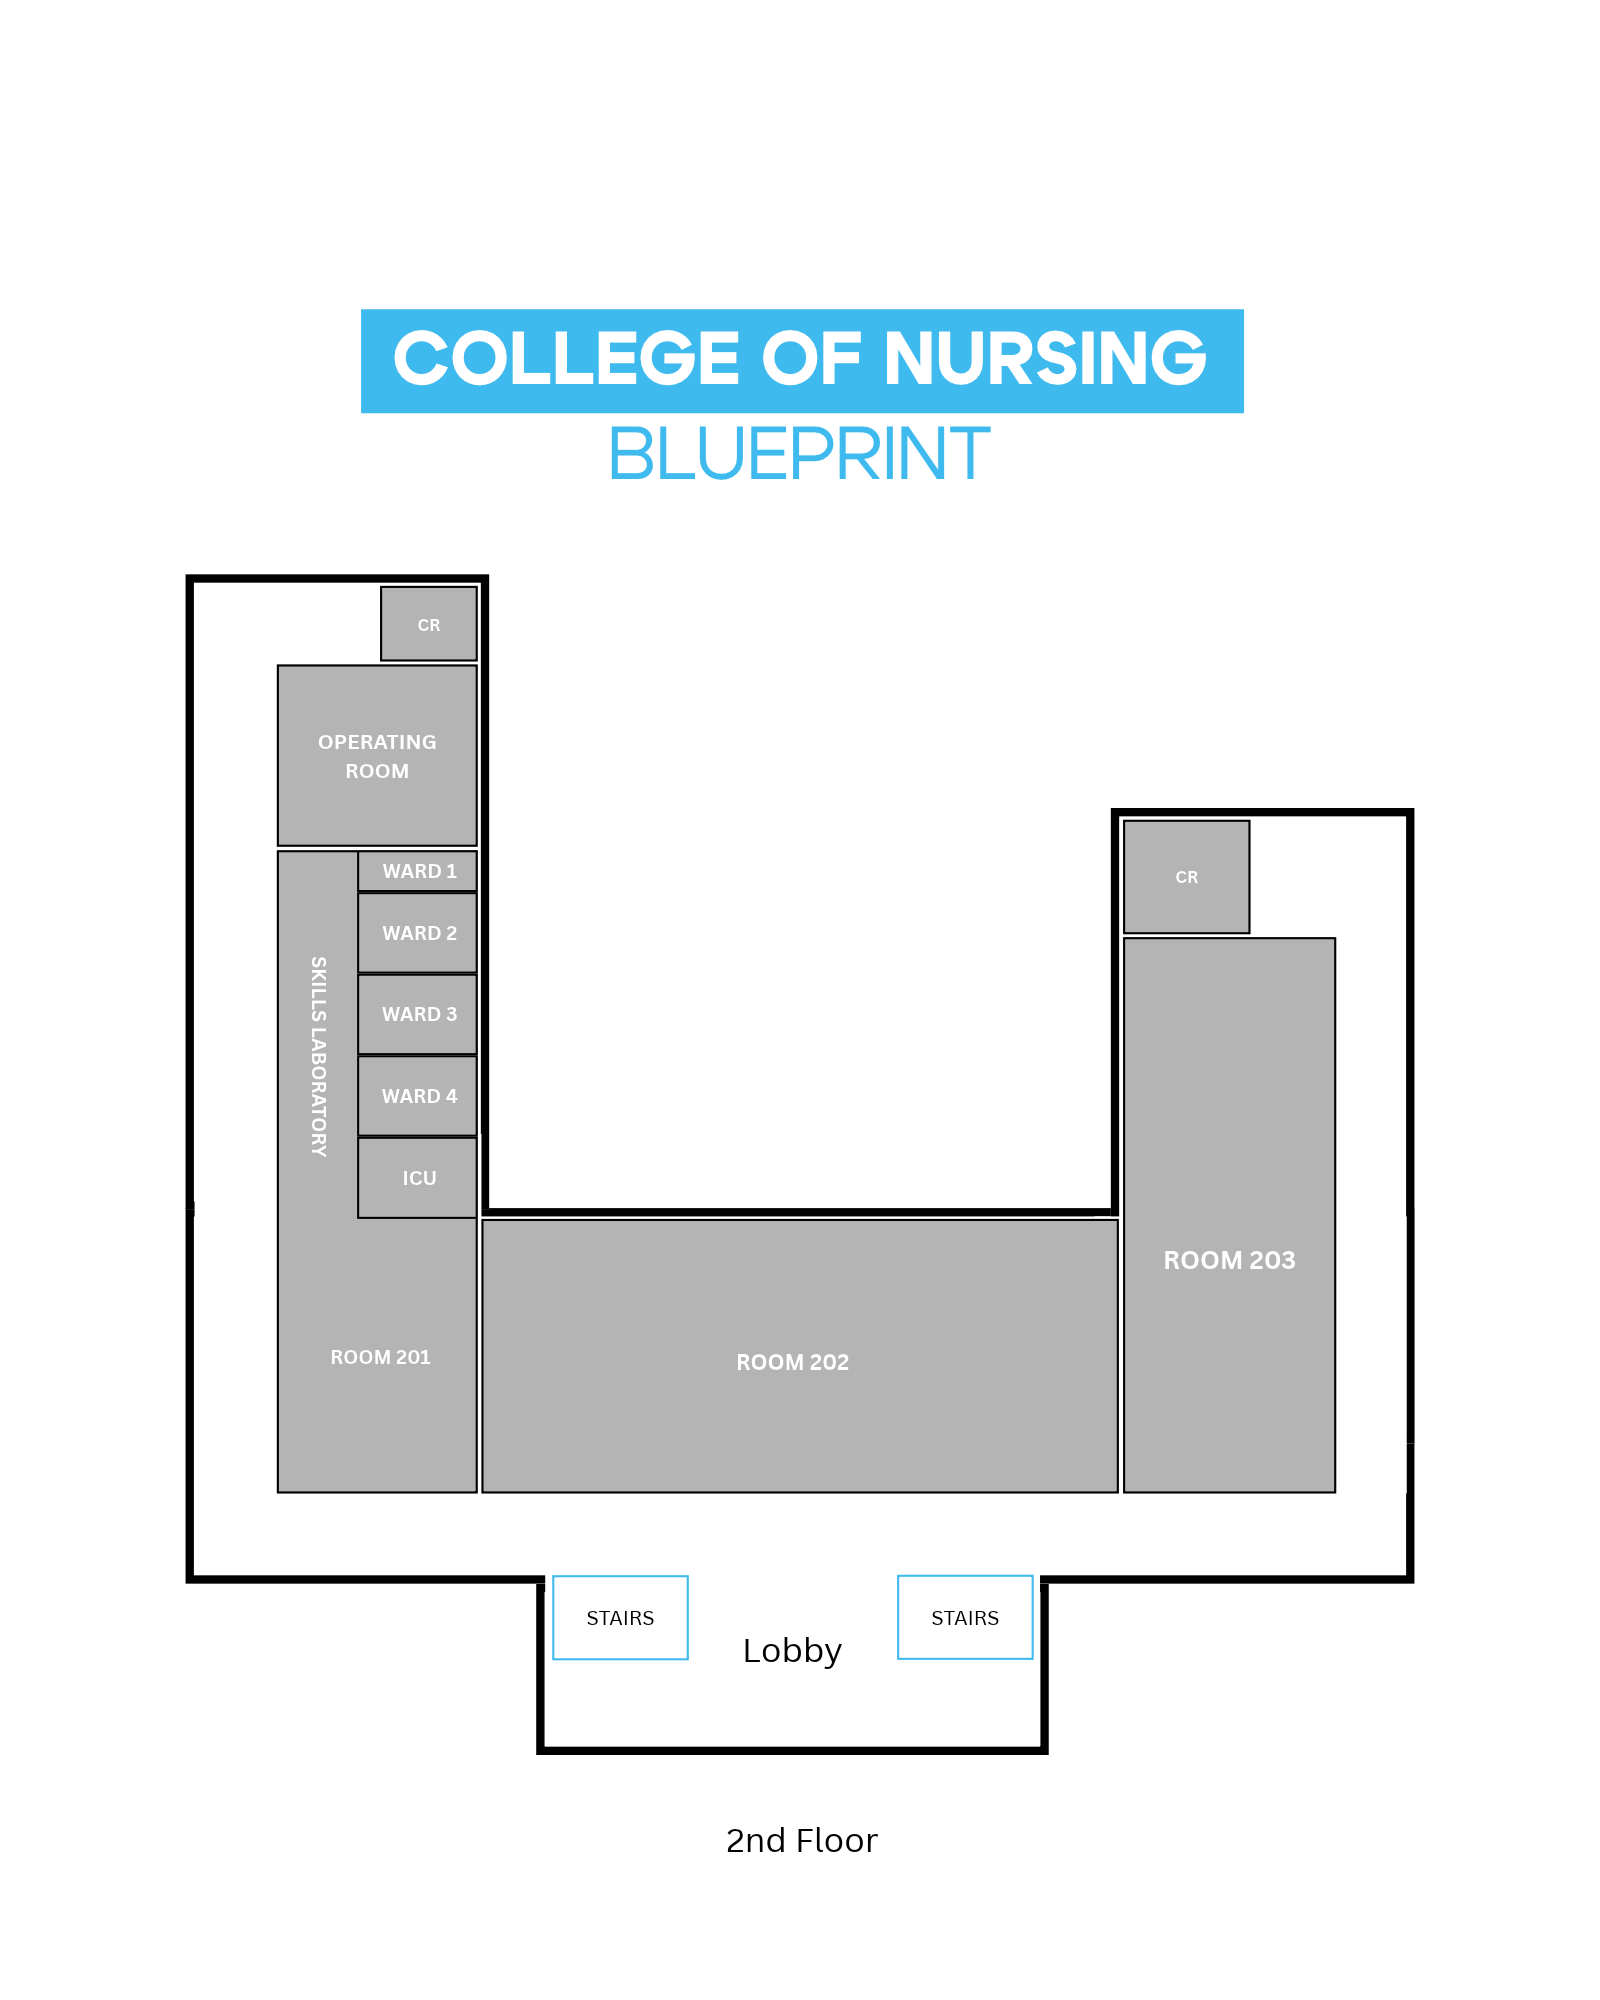 COLLEGE OF NURSING
BLUEPRINT
CR
OPERATING
ROOM
WARD 1
WARD 2
WARD 3
WARD 4
ICU
SKILLS LABORATORY
ROOM 201
ROOM 202
CR
ROOM 203
STAIRS
Lobby
STAIRS
2nd Floor